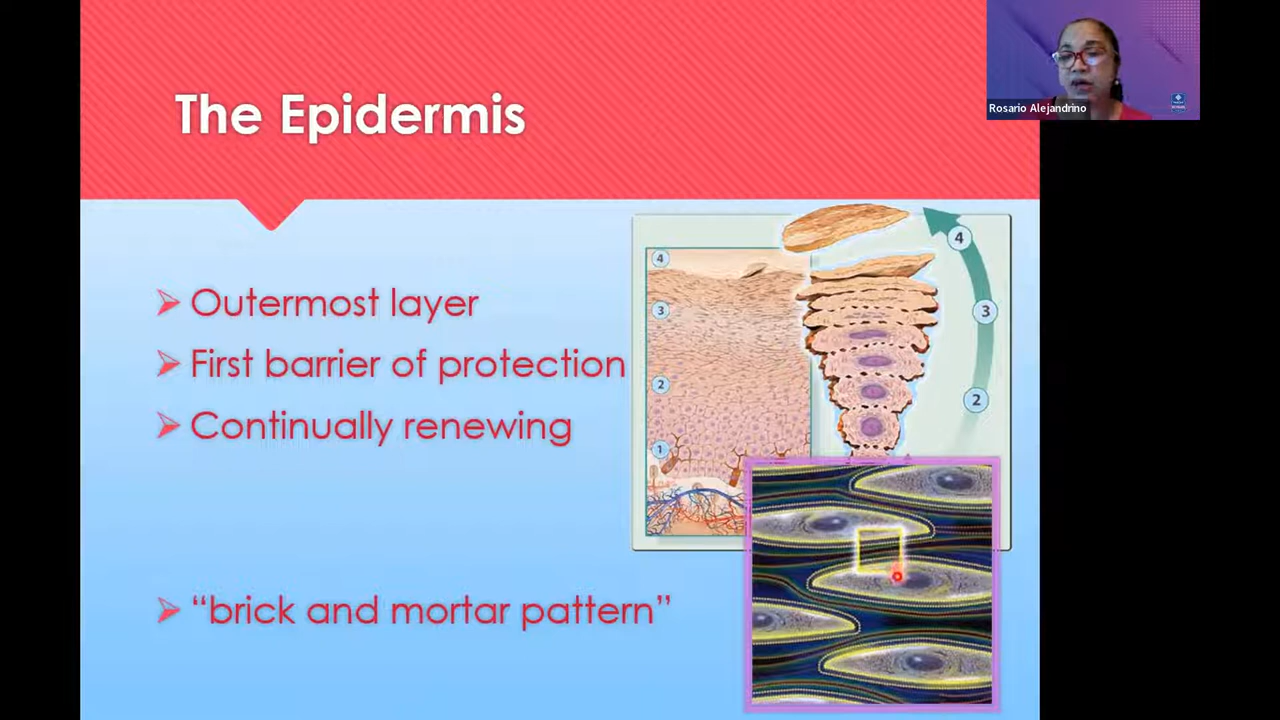 The Epidermis
Rosario Alejandrino
Outermost layer
First barrier of protection
Continually renewing
“brick and mortar pattern”
4
3
2
1
4
3
2